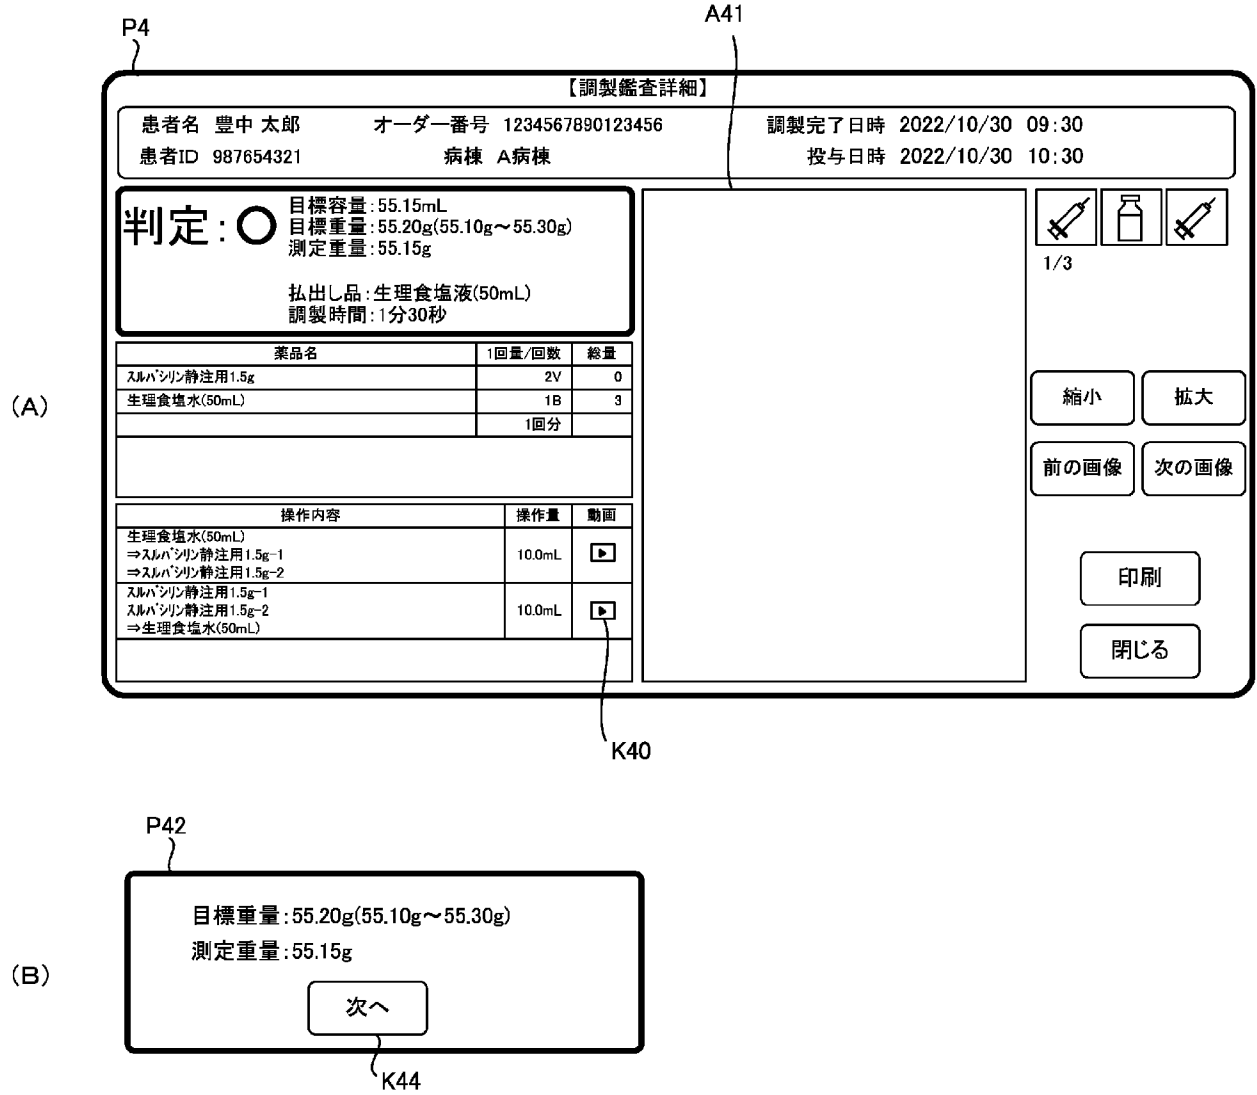 P4
A41
【調製鑑査詳細】
患者名 豊中 太郎 オーダー番号 1234567890123456 調製完了日時 2022/10/30 09:30
患者ID 987654321 病棟 A病棟 投与日時 2022/10/30 10:30
判定:○
目標容量:55.15mL
目標重量:55.20g(55.10g～55.30g)
測定重量:55.15g
払出し品:生理食塩液(50mL)
調製時間:1分30秒
1/3
薬品名 1回量/回数 総量
スルバシリン静注用1.5g 2V 0
生理食塩水(50mL) 1B 3
1回分
縮小 拡大
前の画像 次の画像
操作内容 操作量 動画
生理食塩水(50mL)
⇒スルバシリン静注用1.5g-1
⇒スルバシリン静注用1.5g-2
10.0mL
スルバシリン静注用1.5g-1
スルバシリン静注用1.5g-2
⇒生理食塩水(50mL)
10.0mL
印刷
閉じる
(A)
K40
P42
目標重量:55.20g(55.10g～55.30g)
測定重量:55.15g
次へ
(B)
K44